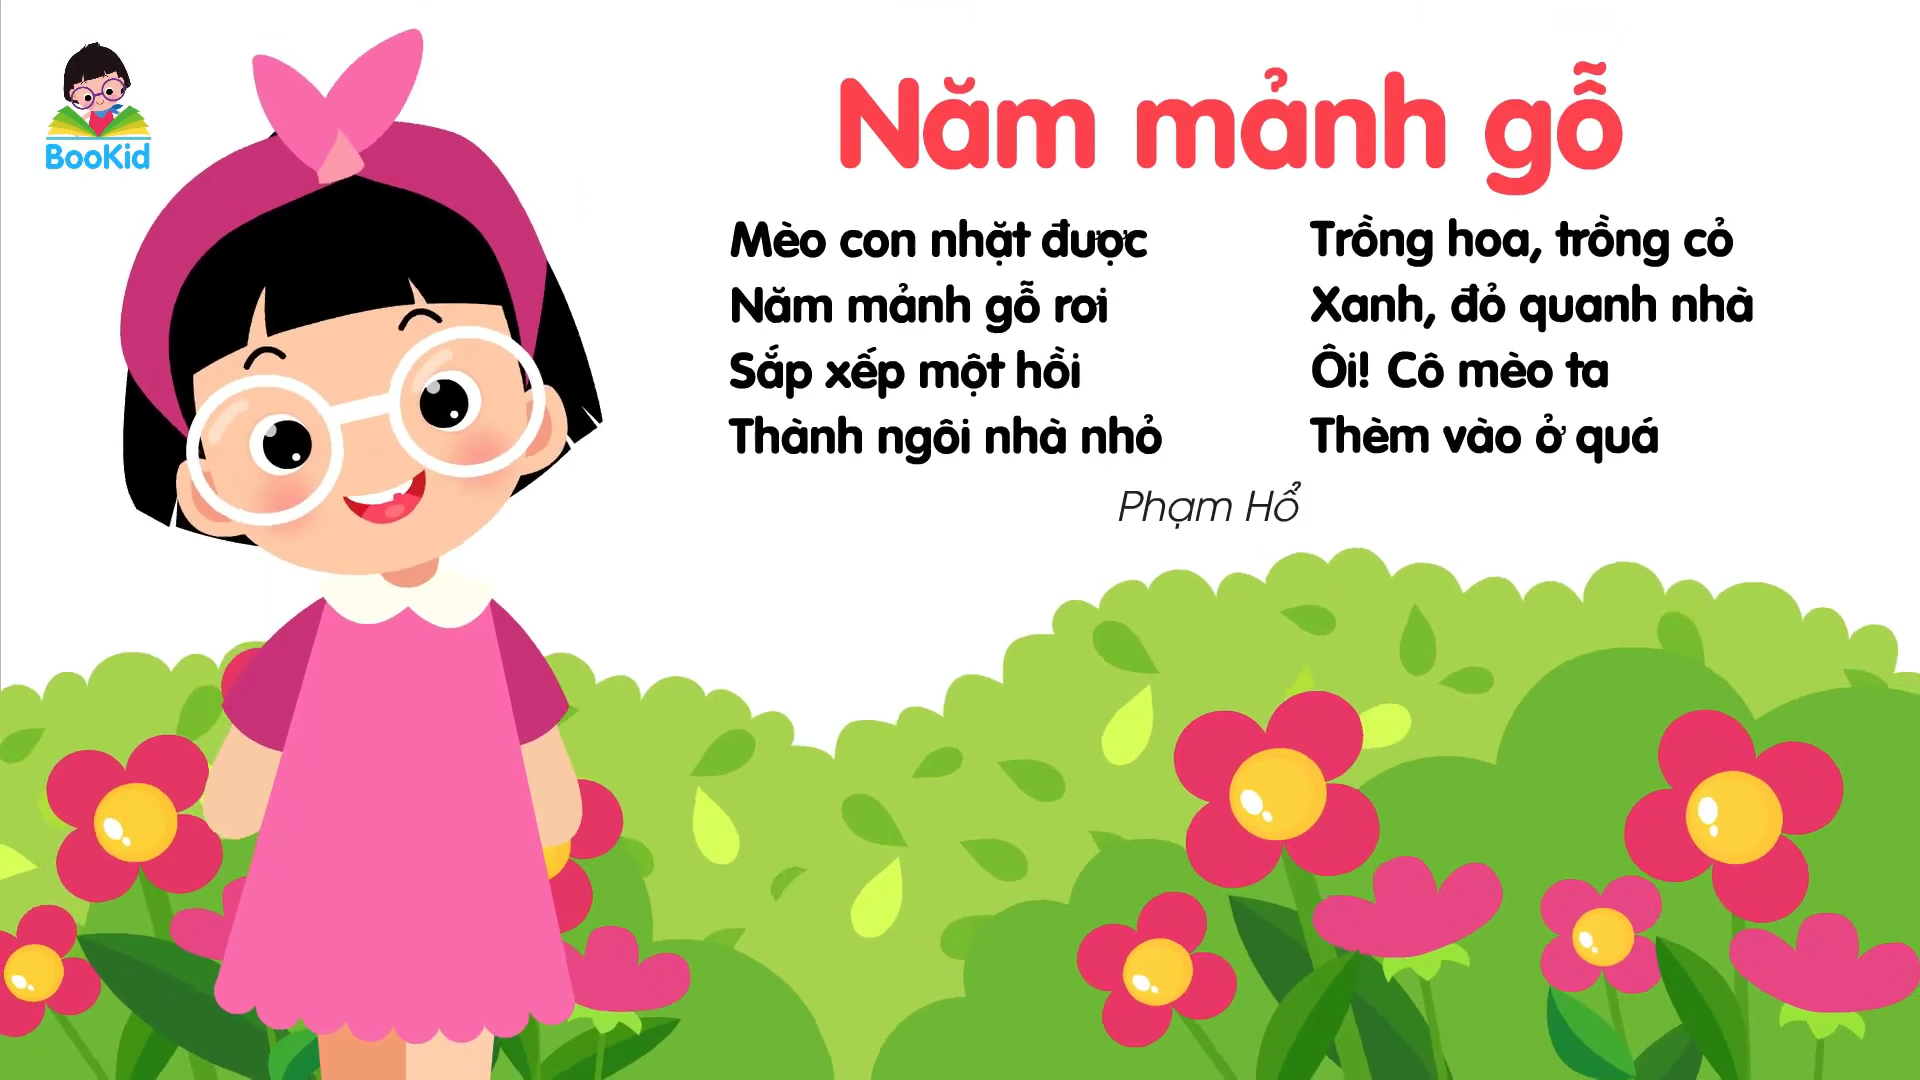 BooKid
Năm mảnh gỗ
Mèo con nhặt được
Năm mảnh gỗ rơi
Sắp xếp một hồi
Thành ngôi nhà nhỏ
Trồng hoa, trồng cỏ
Xanh, đỏ quanh nhà
Ôi! Cô mèo ta
Thèm vào ở quá
Phạm Hổ